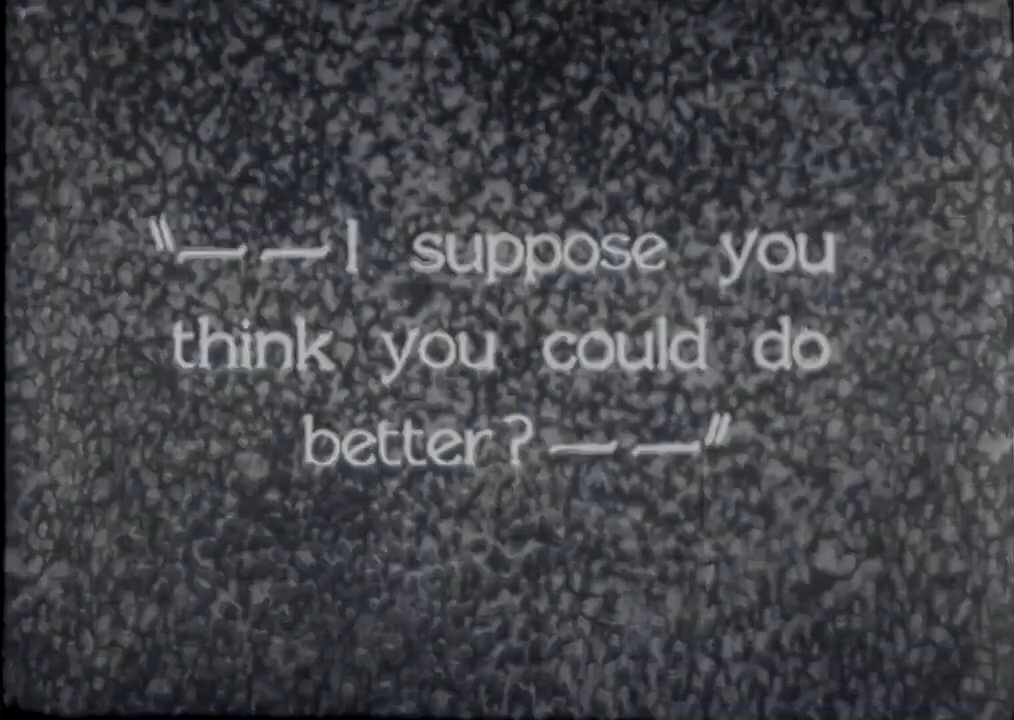 "— — I suppose you
think you could do
better? — —"